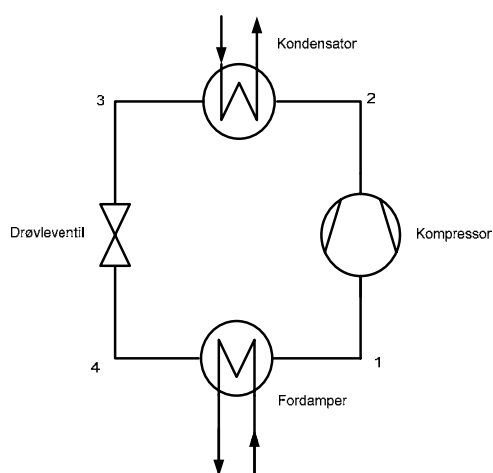 Kondensator
3
2
Drøvleventil
Kompressor
4
1
Fordamper